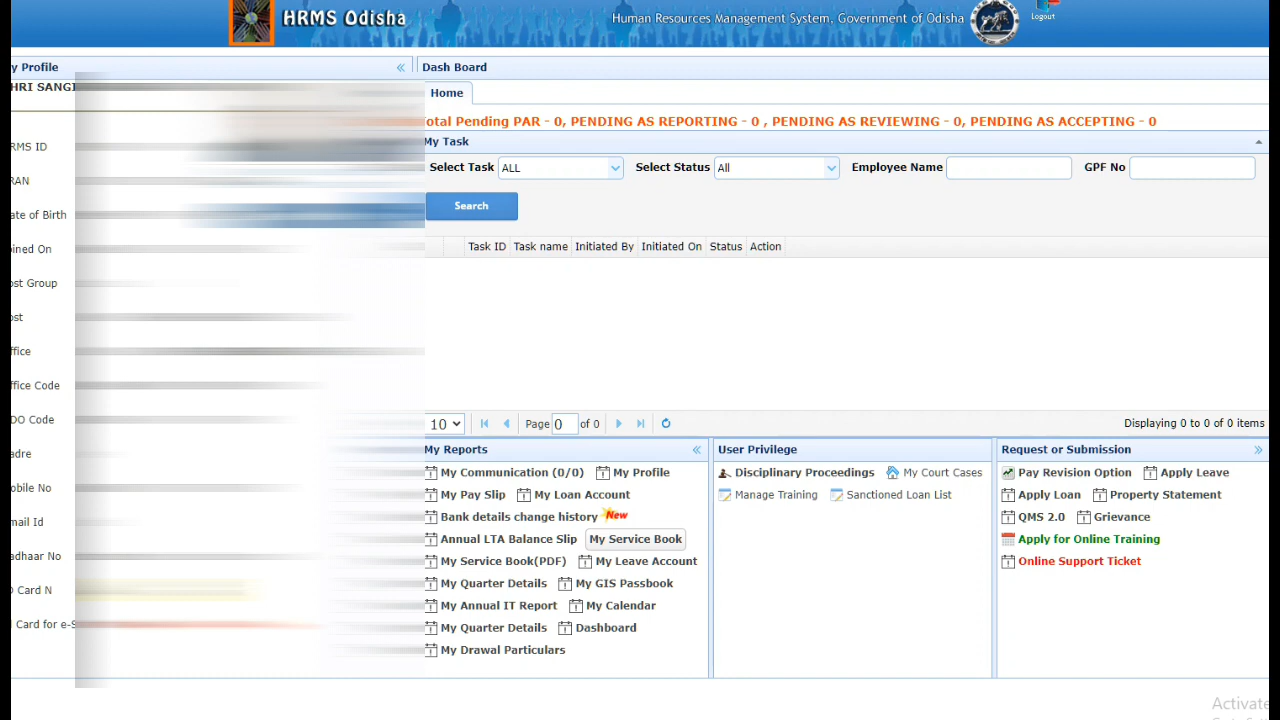 HRMS Odisha
Human Resources Management System, Government of Odisha
Logout
y Profile
Dash Board
HRI SANGI
Home
otal Pending PAR - 0, PENDING AS REPORTING - 0 , PENDING AS REVIEWING - 0, PENDING AS ACCEPTING - 0
My Task
Select Task ALL Select Status All Employee Name GPF No
Search
Task ID Task name Initiated By Initiated On Status Action
RMS ID
RAN
ate of Birth
ined On
ost Group
ost
ffice
ffice Code
DO Code
adre
obile No
mail Id
adhaar No
D Card N
Card for e-S
10 Page 0 of 0 Displaying 0 to 0 of 0 items
My Reports
My Communication (0/0) My Profile
My Pay Slip My Loan Account
Bank details change history New
Annual LTA Balance Slip My Service Book
My Service Book(PDF) My Leave Account
My Quarter Details My GIS Passbook
My Annual IT Report My Calendar
My Quarter Details Dashboard
My Drawal Particulars
User Privilege
Disciplinary Proceedings My Court Cases
Manage Training Sanctioned Loan List
Request or Submission
Pay Revision Option Apply Leave
Apply Loan Property Statement
QMS 2.0 Grievance
Apply for Online Training
Online Support Ticket
Activate